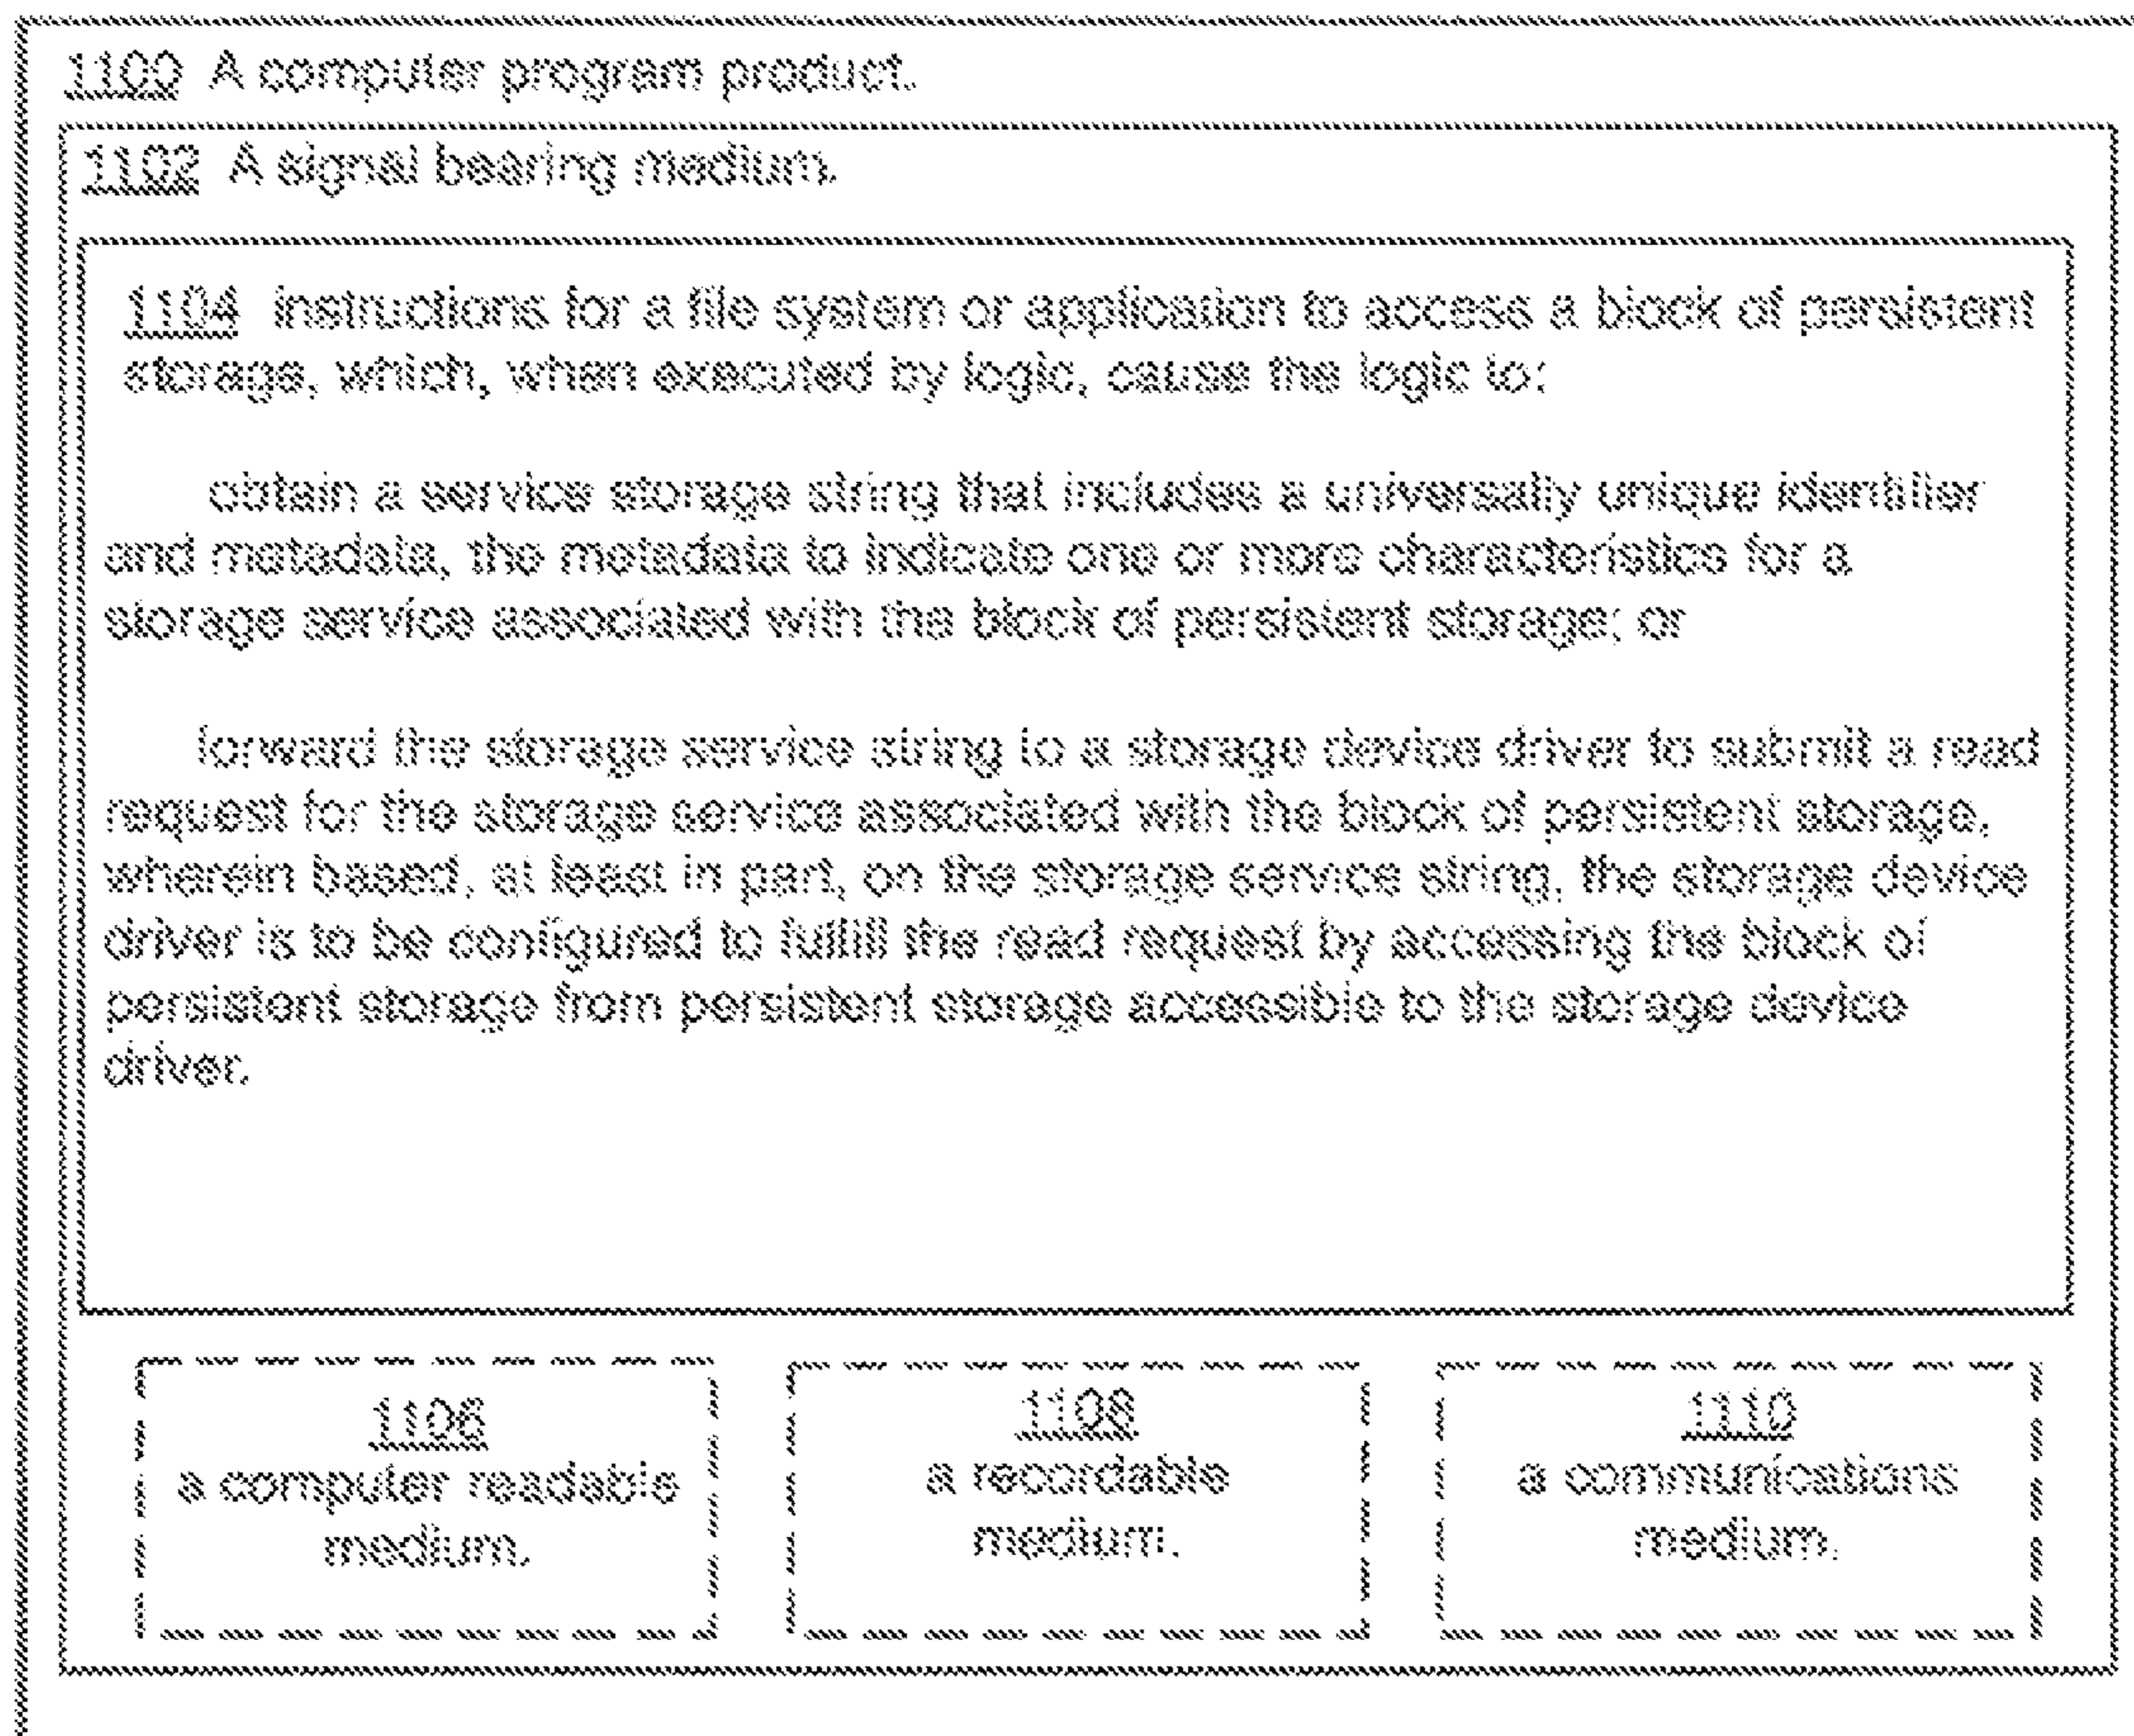 1100 A computer program product.
1102 A signal bearing medium.
1104 instructions for a file system or application to access a block of persistent
storage, which, when executed by logic, cause the logic to:
obtain a service storage string that includes a universally unique identifier
and metadata, the metadata to indicate one or more characteristics for a
storage service associated with the block of persistent storage; or
forward the storage service string to a storage device driver to submit a read
request for the storage service associated with the block of persistent storage,
wherein based, at least in part, on the storage service string, the storage device
driver is to be configured to fulfill the read request by accessing the block of
persistent storage from persistent storage accessible to the storage device
driver.
1106
a computer readable
medium.
1108
a recordable
medium.
1110
a communications
medium.